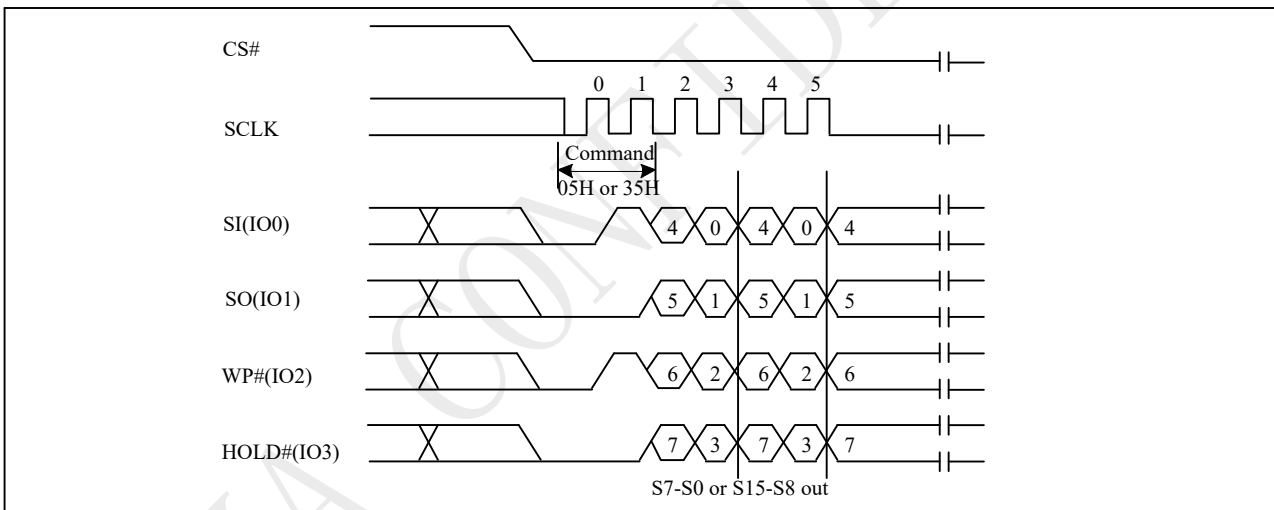 CS#
0 1 2 3 4 5
SCLK
Command
05H or 35H
SI(IO0) 4 0 4 0 4
SO(IO1) 5 1 5 1 5
WP#(IO2) 6 2 6 2 6
HOLD#(IO3) 7 3 7 3 7
S7-S0 or S15-S8 out